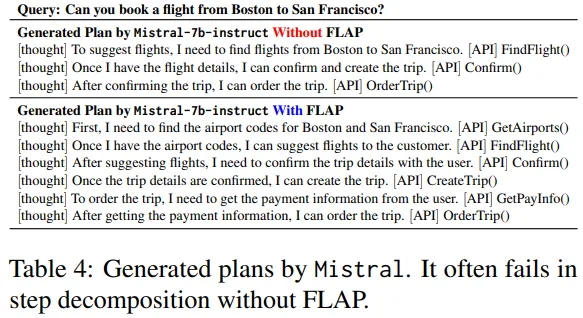 Query: Can you book a flight from Boston to San Francisco?
Generated Plan by Mistral-7b-instruct Without FLAP
[thought] To suggest flights, I need to find flights from Boston to San Francisco. [API] FindFlight()
[thought] Once I have the flight details, I can confirm and create the trip. [API] Confirm()
[thought] After confirming the trip, I can order the trip. [API] OrderTrip()
Generated Plan by Mistral-7b-instruct With FLAP
[thought] First, I need to find the airport codes for Boston and San Francisco. [API] GetAirports()
[thought] Once I have the airport codes, I can suggest flights to the customer. [API] FindFlight()
[thought] After suggesting flights, I need to confirm the trip details with the user. [API] Confirm()
[thought] Once the trip details are confirmed, I can create the trip. [API] CreateTrip()
[thought] To order the trip, I need to get the payment information from the user. [API] GetPayInfo()
[thought] After getting the payment information, I can order the trip. [API] OrderTrip()
Table 4: Generated plans by Mistral. It often fails in
step decomposition without FLAP.